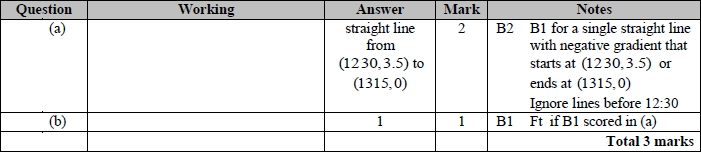 Question Working Answer Mark Notes
(a) straight line 2 B2 B1 for a single straight line
from with negative gradient that
(1230, 3.5) to starts at (1230, 3.5) or
(1315, 0) ends at (1315, 0)
Ignore lines before 12:30
(b) 1 1 B1 Ft if B1 scored in (a)
Total 3 marks